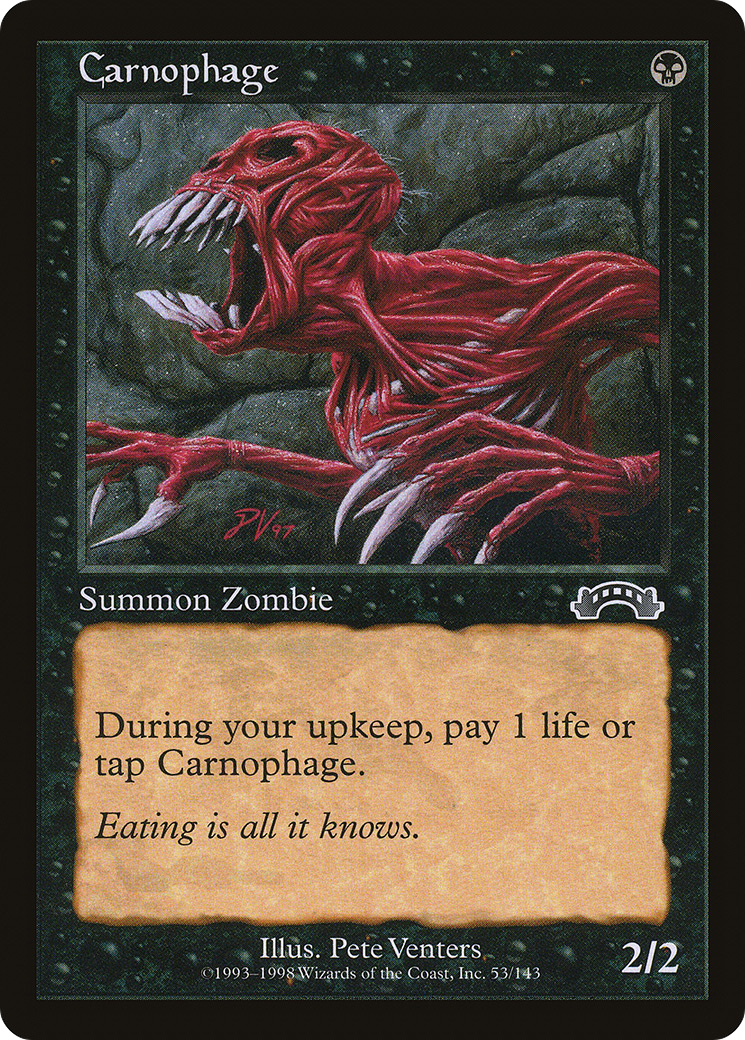 Carnophage
PV97
Summon Zombie
During your upkeep, pay 1 life or
tap Carnophage.
Eating is all it knows.
Illus. Pete Venters
©1993–1998 Wizards of the Coast, Inc. 53/143
2/2